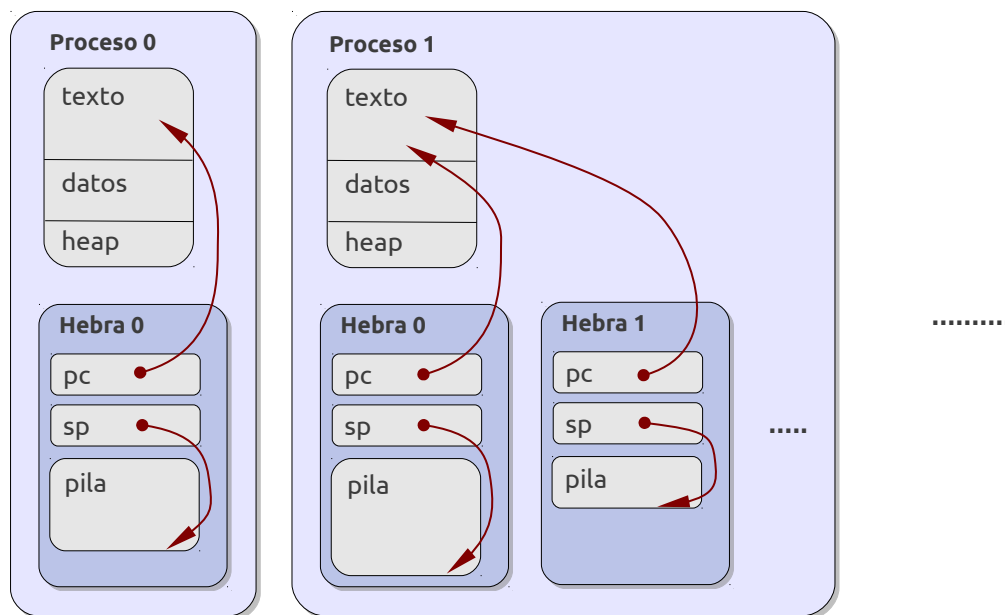 Proceso 0
texto
datos
heap
Hebra 0
pc
sp
pila
Proceso 1
texto
datos
heap
Hebra 0
pc
sp
pila
Hebra 1
pc
sp
pila
.....
.........